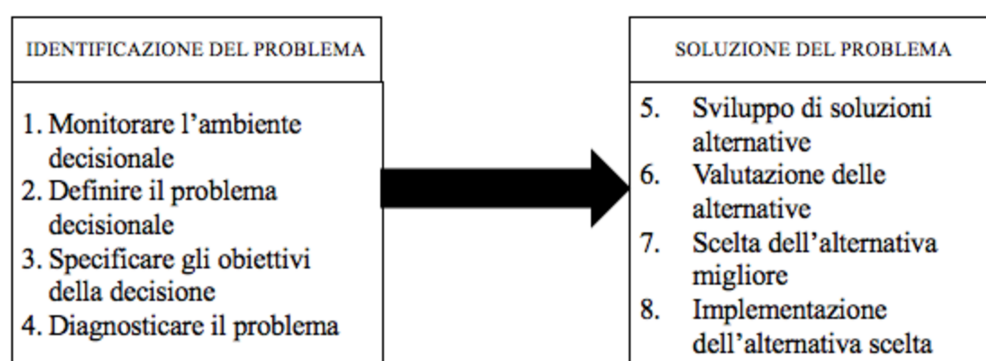 IDENTIFICAZIONE DEL PROBLEMA
1. Monitorare l'ambiente
decisionale
2. Definire il problema
decisionale
3. Specificare gli obiettivi
della decisione
4. Diagnosticare il problema
SOLUZIONE DEL PROBLEMA
5. Sviluppo di soluzioni
alternative
6. Valutazione delle
alternative
7. Scelta dell'alternativa
migliore
8. Implementazione
dell'alternativa scelta